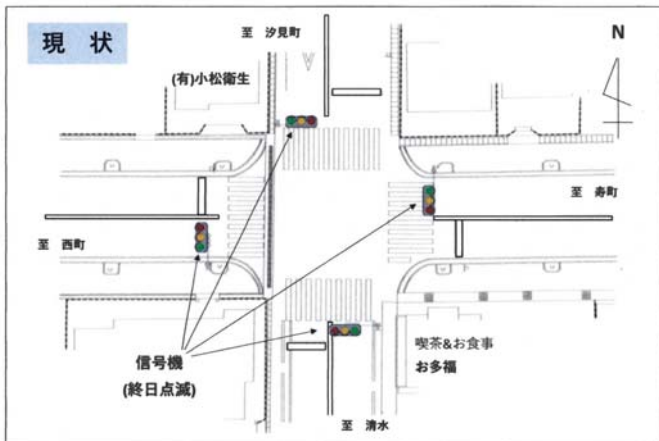 現 状
至 汐見町
N
(有)小松衛生
至 寿町
至 西町
信号機
(終日点滅)
喫茶&お食事
お多福
至 清水